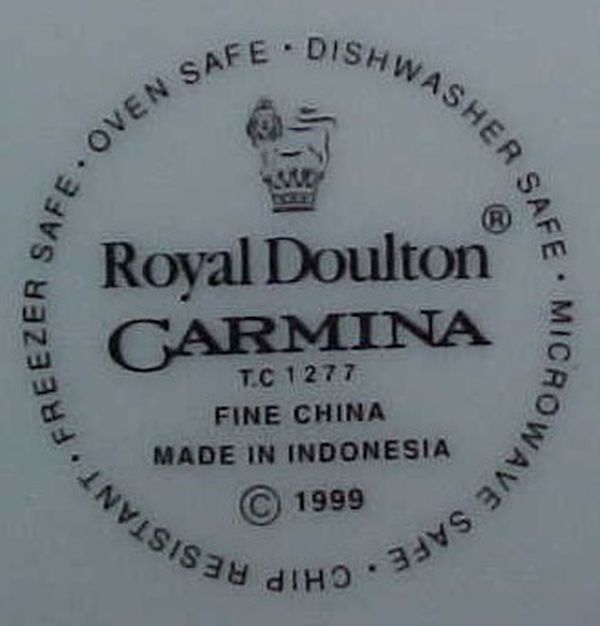 OVEN SAFE · DISHWASHER SAFE · MICROWAVE SAFE · CHIP RESISTANT · FREEZER SAFE ·
Royal Doulton ®
CARMINA
T.C 1277
FINE CHINA
MADE IN INDONESIA
© 1999